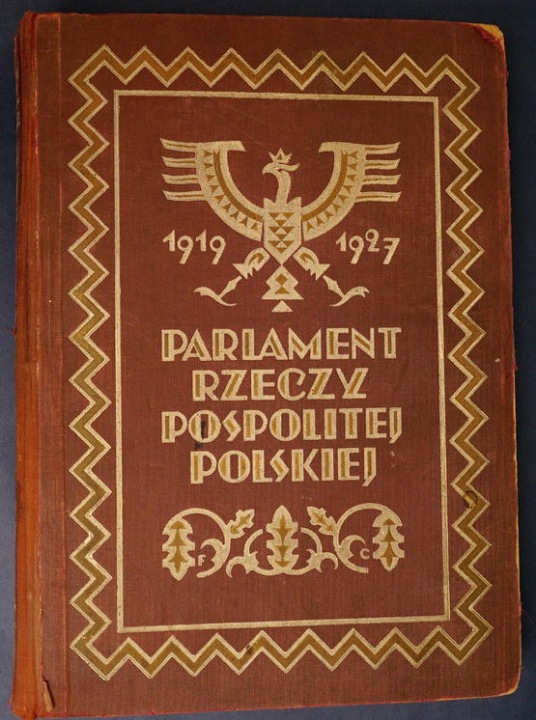 1919 1927
PARLAMENT
RZECZY
POSPOLITEJ
POLSKIEJ
F C